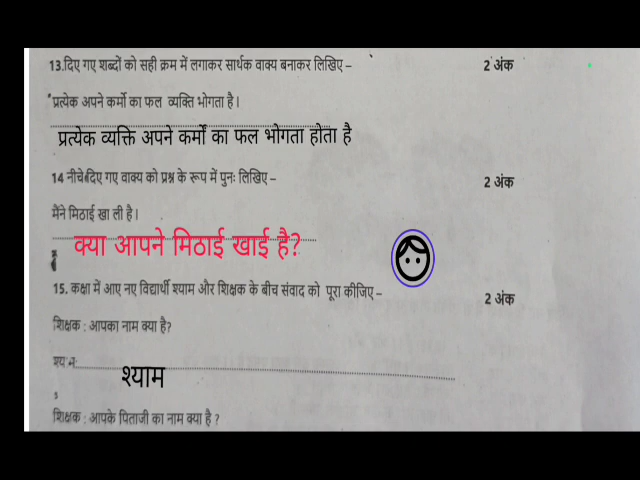 13.दिए गए शब्दों को सही क्रम में लगाकर सार्थक वाक्य बनाकर लिखिए – 2 अंक
प्रत्येक अपने कर्मो का फल व्यक्ति भोगता है।
प्रत्येक व्यक्ति अपने कर्मों का फल भोगता होता है
14 नीचे दिए गए वाक्य को प्रश्न के रूप में पुनः लिखिए – 2 अंक
मैंने मिठाई खा ली है।
क्या आपने मिठाई खाई है?
15. कक्षा में आए नए विद्यार्थी श्याम और शिक्षक के बीच संवाद को पूरा कीजिए – 2 अंक
शिक्षक : आपका नाम क्या है?
श्याम
शिक्षक : आपके पिताजी का नाम क्या है ?